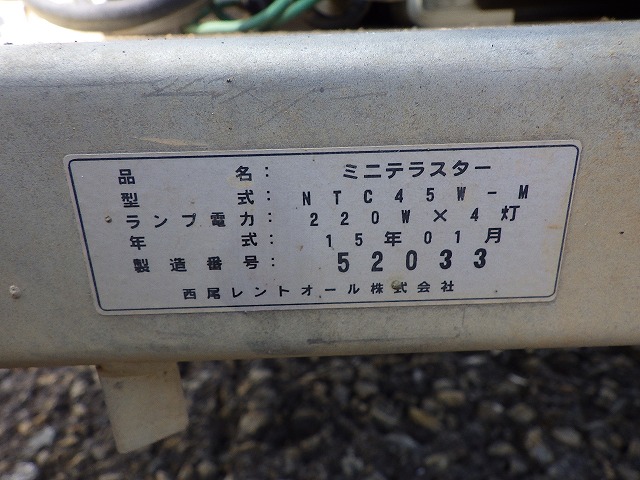 品名：ミニテラスター
型式：NTC45W-M
ランプ電力：220W×4灯
年式：15年01月
製造番号：52033
西尾レントオール株式会社